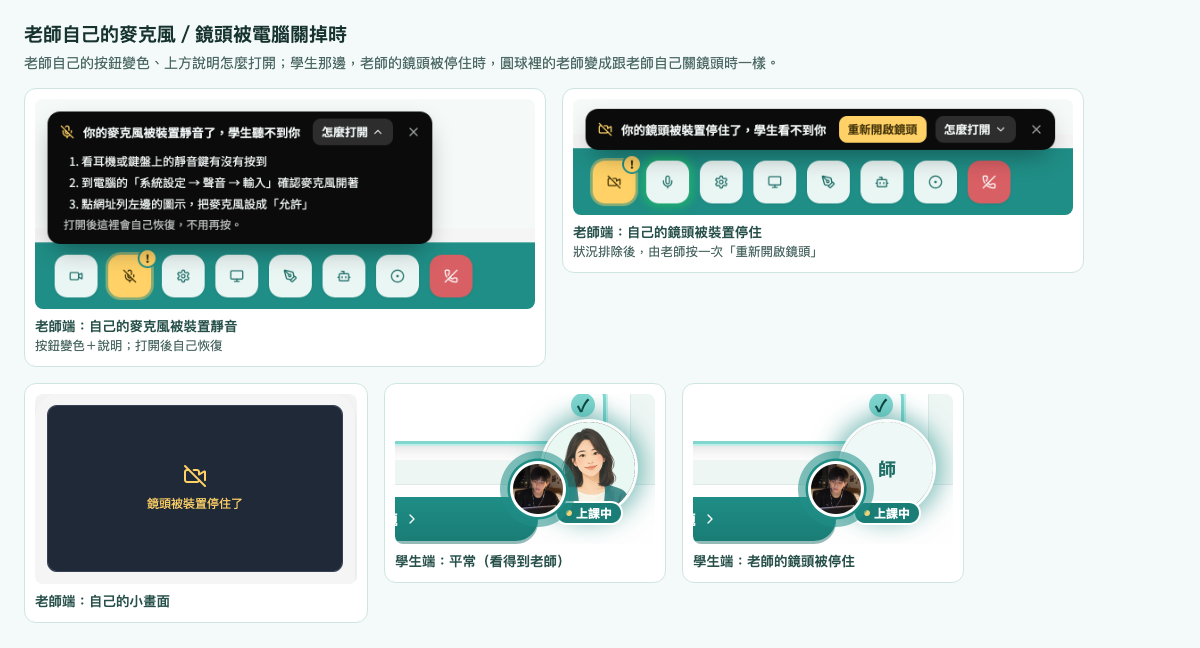 老師自己的麥克風 / 鏡頭被電腦關掉時
老師自己的按鈕變色、上方說明怎麼打開；學生那邊，老師的鏡頭被停住時，圓球裡的老師變成跟老師自己關鏡頭時一樣。
你的麥克風被裝置靜音了，學生聽不到你
怎麼打開
1. 看耳機或鍵盤上的靜音鍵有沒有按到
2. 到電腦的「系統設定 → 聲音 → 輸入」確認麥克風開著
3. 點網址列左邊的圖示，把麥克風設成「允許」
打開後這裡會自己恢復，不用再按。
!
老師端：自己的麥克風被裝置靜音
按鈕變色＋說明；打開後自己恢復
你的鏡頭被裝置停住了，學生看不到你
重新開啟鏡頭
怎麼打開
!
老師端：自己的鏡頭被裝置停住
狀況排除後，由老師按一次「重新開啟鏡頭」
鏡頭被裝置停住了
老師端：自己的小畫面
上課中
學生端：平常（看得到老師）
師
上課中
學生端：老師的鏡頭被停住